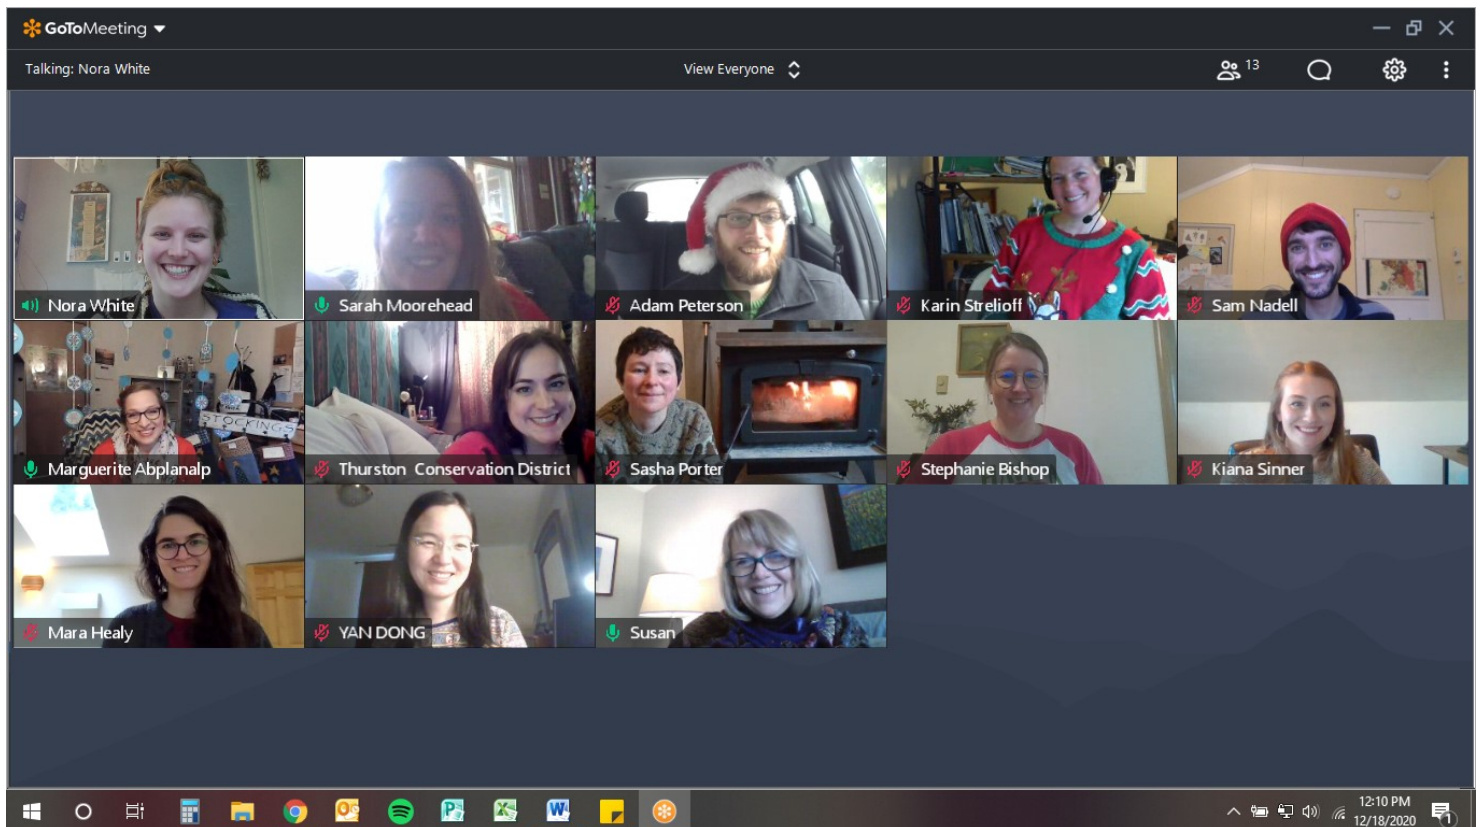 GoToMeeting
Talking: Nora White
View Everyone
13
Nora White
Sarah Moorehead
Adam Peterson
Karin Strelioff
Sam Nadell
STOCKINGS
Marguerite Abplanalp
Thurston Conservation District
Sasha Porter
Stephanie Bishop
Kiana Sinner
Mara Healy
YAN DONG
Susan
12:10 PM
12/18/2020
1